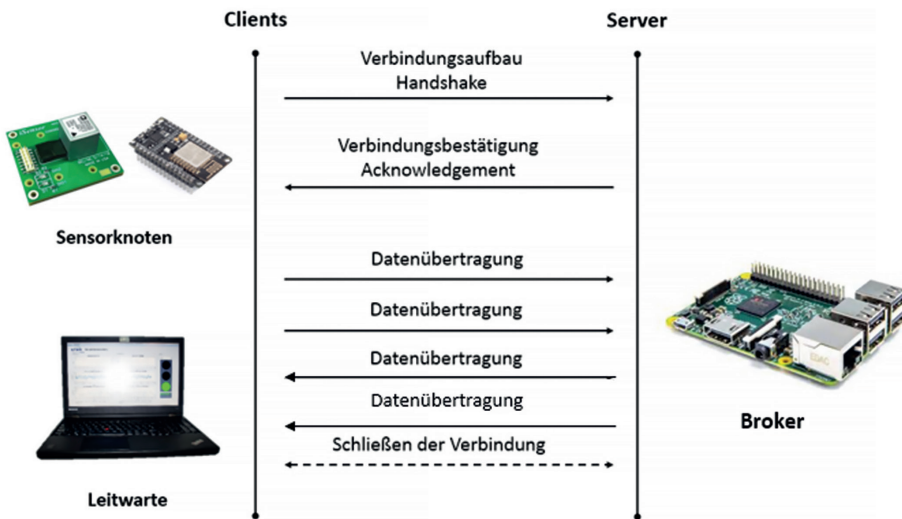 Clients
Server
Verbindungsaufbau
Handshake
Verbindungsbestätigung
Acknowledgement
Sensorknoten
Datenübertragung
Datenübertragung
Datenübertragung
Datenübertragung
Schließen der Verbindung
Broker
Leitwarte